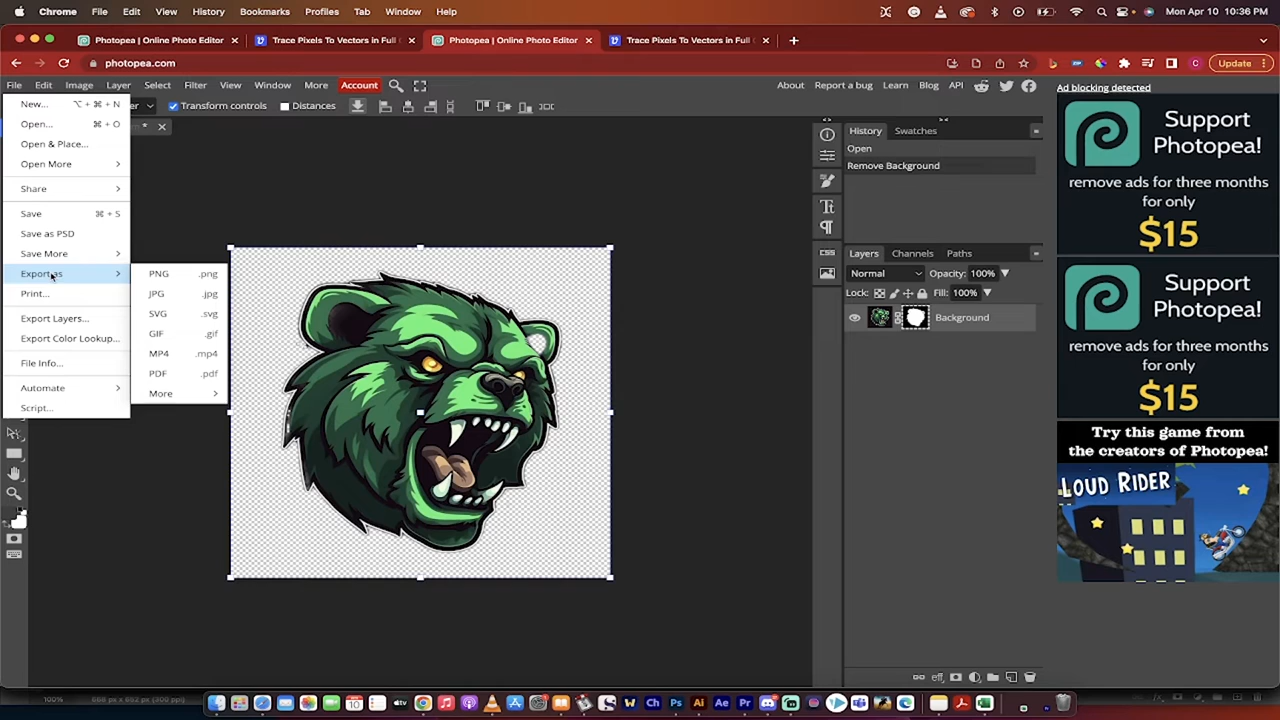 Chrome File Edit View History Bookmarks Profiles Tab Window Help Mon Apr 10 10:36 PM
Photopea | Online Photo Editor Trace Pixels To Vectors in Full Photopea | Online Photo Editor Trace Pixels To Vectors in Full
photopea.com Update
File Edit Image Layer Select Filter View Window More Account About Report a bug Learn Blog API Ad blocking detected
Transform controls Distances
New... ⌥ + ⌘ + N
Open... ⌘ + O
Open & Place...
Open More
Share
Save ⌘ + S
Save as PSD
Save More
Export as
Print...
Export Layers...
Export Color Lookup...
File Info...
Automate
Script...
PNG .png
JPG .jpg
SVG .svg
GIF .gif
MP4 .mp4
PDF .pdf
More
History Swatches
Open
Remove Background
Layers Channels Paths
Normal Opacity: 100%
Lock: Fill: 100%
Background
Support
Photopea!
remove ads for three months
for only
$15
Support
Photopea!
remove ads for three months
for only
$15
Try this game from
the creators of Photopea!
LOUD RIDER
100%